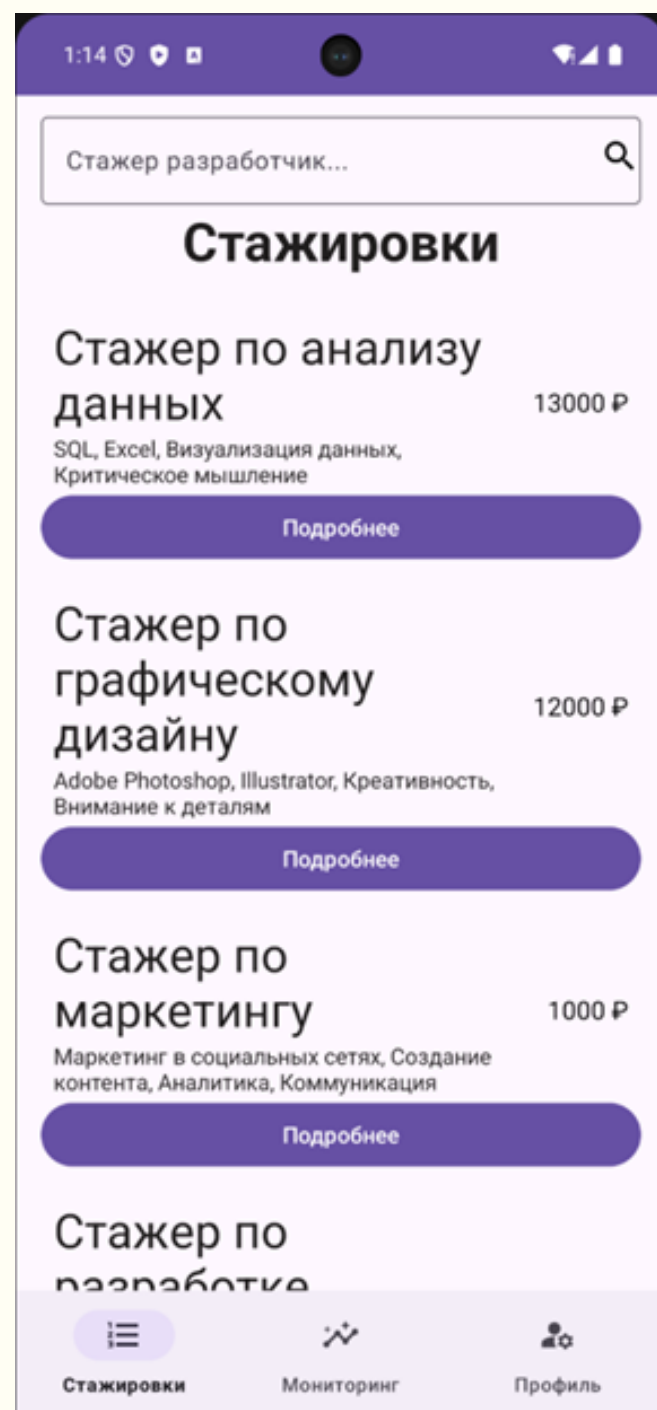 1:14
Стажер разработчик...
Стажировки
Стажер по анализу
данных
13000 ₽
SQL, Excel, Визуализация данных,
Критическое мышление
Подробнее
Стажер по
графическому
дизайну
12000 ₽
Adobe Photoshop, Illustrator, Креативность,
Внимание к деталям
Подробнее
Стажер по
маркетингу
1000 ₽
Маркетинг в социальных сетях, Создание
контента, Аналитика, Коммуникация
Подробнее
Стажер по
разработке
Стажировки
Мониторинг
Профиль